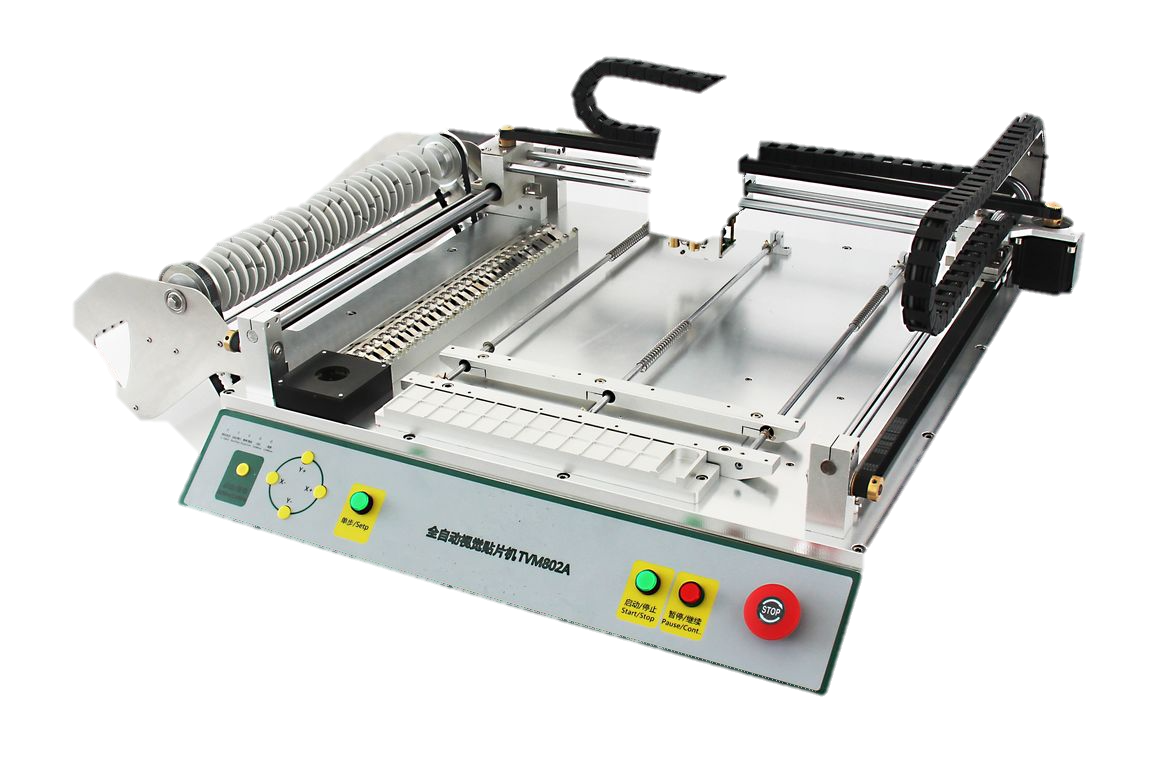 Y+
X-
X+
Y-
单步/Setp
全自动视觉贴片机 TVM802A
启动/停止
Start/Stop
暂停/继续
Pause/Cont.
STOP